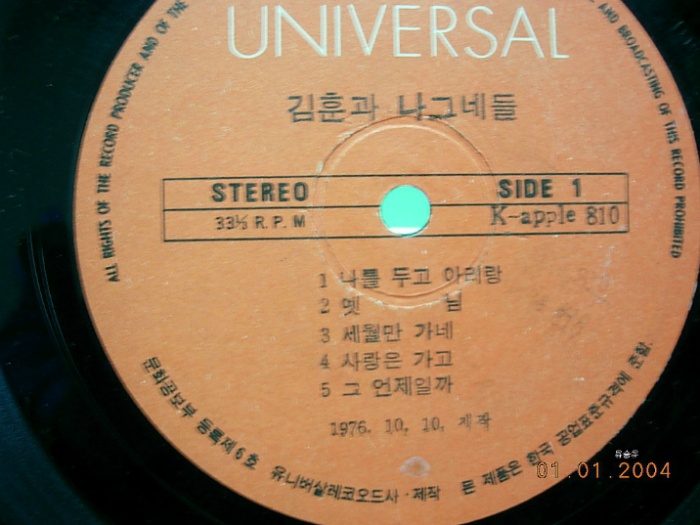 ALL RIGHTS OF THE RECORD PRODUCER AND OF THE
UNIVERSAL
AND BROADCASTING OF THIS RECORD PROHIBITED
김훈과 나그네들
STEREO SIDE 1
33⅓ R. P. M K-apple 810
1 나를 두고 아리랑
2 옛 님
3 세월만 가네
4 사랑은 가고
5 그 언제일까
1976. 10. 10. 제작
문화공보부 등록제6호 유니버살레코오드사·제작 본 제품은 한국 공업표준규격에 준함.
유승우
01.01.2004